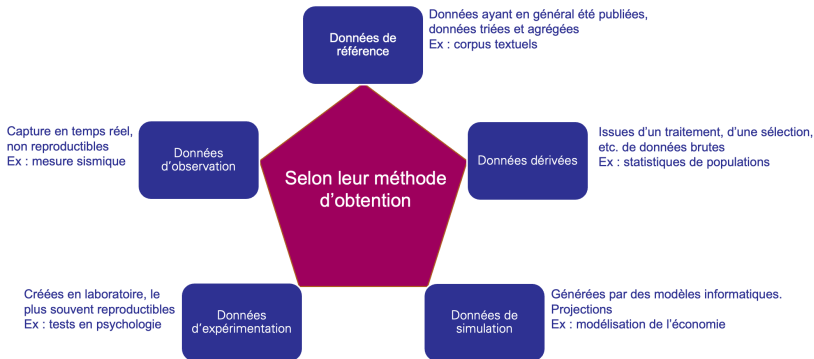 Données de
référence
Données ayant en général été publiées,
données triées et agrégées
Ex : corpus textuels
Capture en temps réel,
non reproductibles
Ex : mesure sismique
Données
d'observation
Selon leur méthode
d'obtention
Données dérivées
Issues d'un traitement, d'une sélection,
etc. de données brutes
Ex : statistiques de populations
Créées en laboratoire, le
plus souvent reproductibles
Ex : tests en psychologie
Données
d'expérimentation
Données de
simulation
Générées par des modèles informatiques.
Projections
Ex : modélisation de l'économie